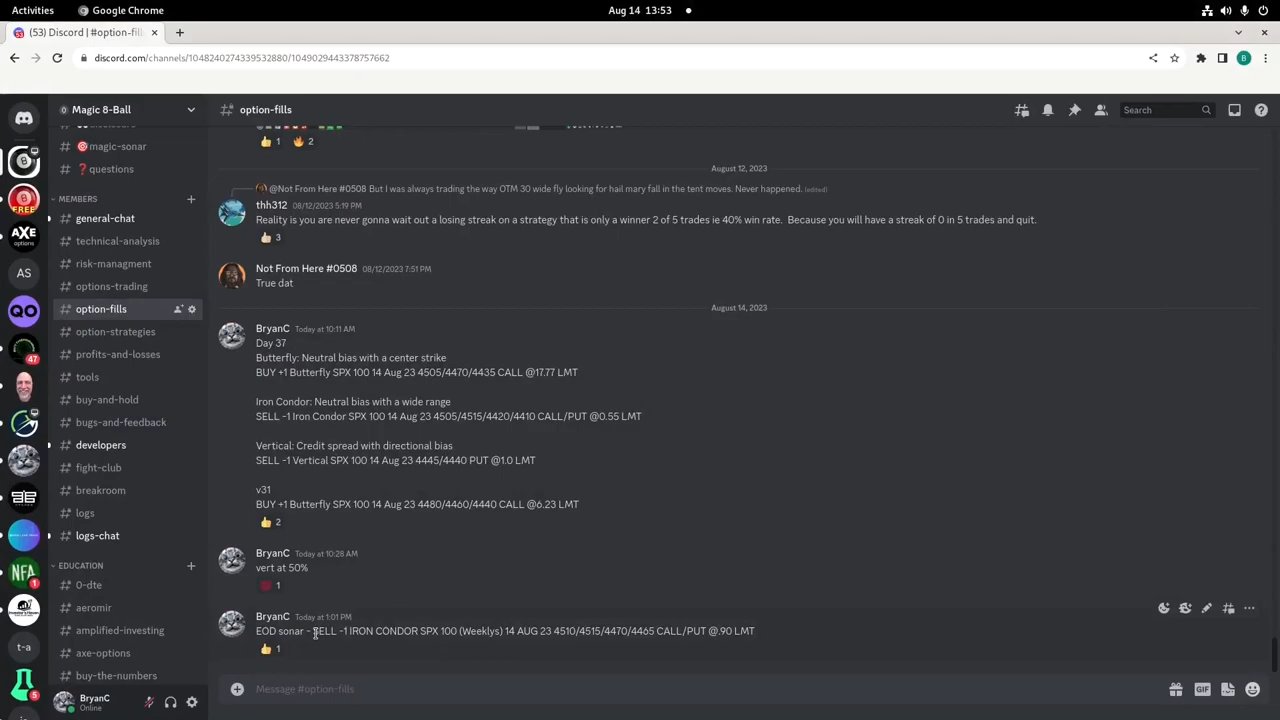 Activities
Google Chrome
Aug 14 13:53
(53) Discord | #option-fills
discord.com/channels/1048240274339532880/1049029443378757662
B
Magic 8-Ball
option-fills
Search
magic-sonar
questions
MEMBERS
general-chat
technical-analysis
risk-managment
options-trading
option-fills
option-strategies
profits-and-losses
tools
buy-and-hold
bugs-and-feedback
developers
fight-club
breakroom
logs
logs-chat
EDUCATION
0-dte
aeromir
amplified-investing
axe-options
buy-the-numbers
BryanC
Online
FREE
AXE
options
AS
QO
47
NFA
1
t-a
5
1 2
August 12, 2023
@Not From Here #0508 But I was always trading the way OTM 30 wide fly looking for hail mary fall in the tent moves. Never happened. (edited)
thh312 08/12/2023 5:19 PM
Reality is you are never gonna wait out a losing streak on a strategy that is only a winner 2 of 5 trades ie 40% win rate. Because you will have a streak of 0 in 5 trades and quit.
3
Not From Here #0508 08/12/2023 7:51 PM
True dat
August 14, 2023
BryanC Today at 10:11 AM
Day 37
Butterfly: Neutral bias with a center strike
BUY +1 Butterfly SPX 100 14 Aug 23 4505/4470/4435 CALL @17.77 LMT
Iron Condor: Neutral bias with a wide range
SELL -1 Iron Condor SPX 100 14 Aug 23 4505/4515/4420/4410 CALL/PUT @0.55 LMT
Vertical: Credit spread with directional bias
SELL -1 Vertical SPX 100 14 Aug 23 4445/4440 PUT @1.0 LMT
v31
BUY +1 Butterfly SPX 100 14 Aug 23 4480/4460/4440 CALL @6.23 LMT
2
BryanC Today at 10:28 AM
vert at 50%
1
BryanC Today at 1:01 PM
EOD sonar - SELL -1 IRON CONDOR SPX 100 (Weeklys) 14 AUG 23 4510/4515/4470/4465 CALL/PUT @.90 LMT
1
Message #option-fills
GIF